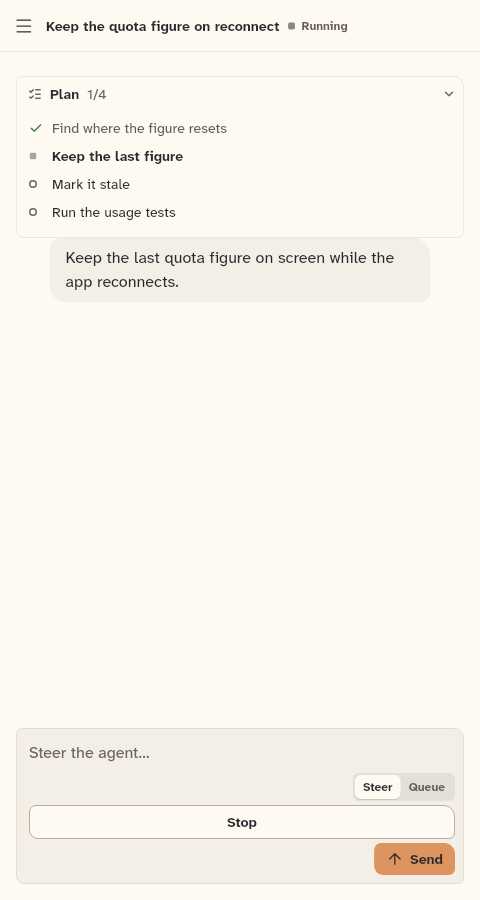 Keep the quota figure on reconnect Running
Plan 1/4
Find where the figure resets
Keep the last figure
Mark it stale
Run the usage tests
Keep the last quota figure on screen while the
app reconnects.
Steer the agent...
Steer Queue
Stop
Send